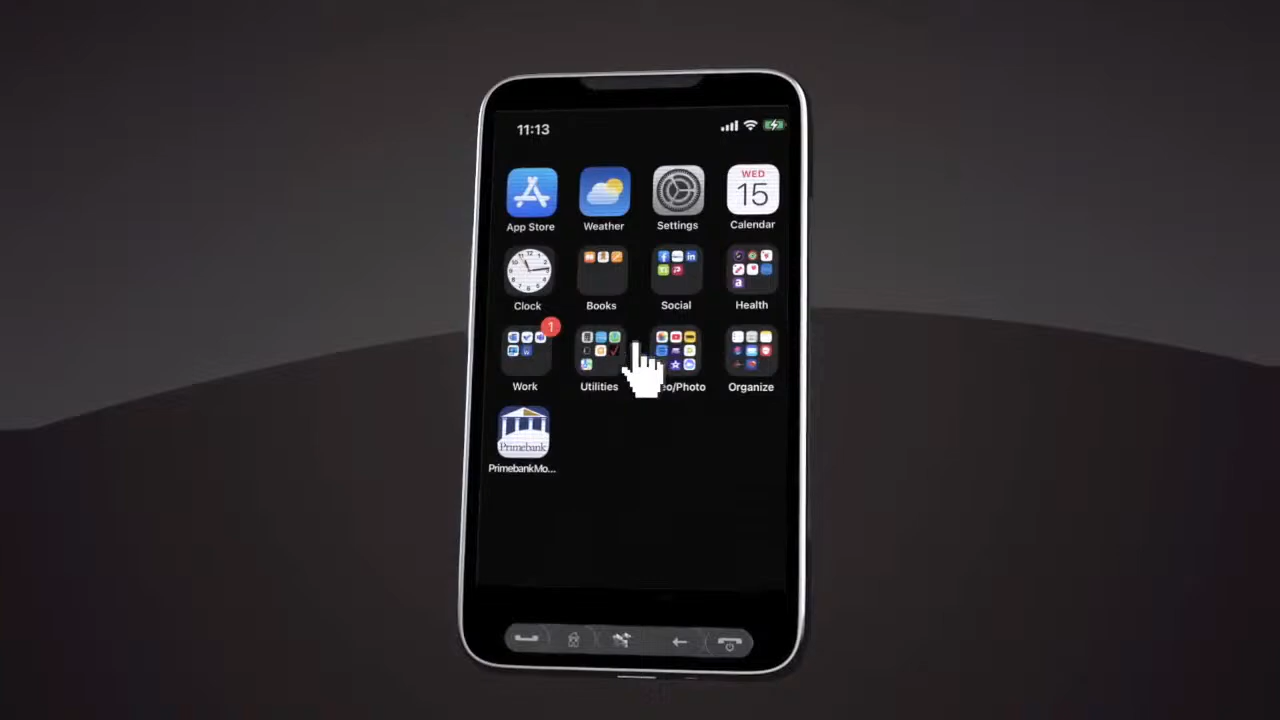 11:13
WED
15
App Store
Weather
Settings
Calendar
Clock
Books
Social
Health
1
Work
Utilities
eo/Photo
Organize
Primebank
PrimebankMo...